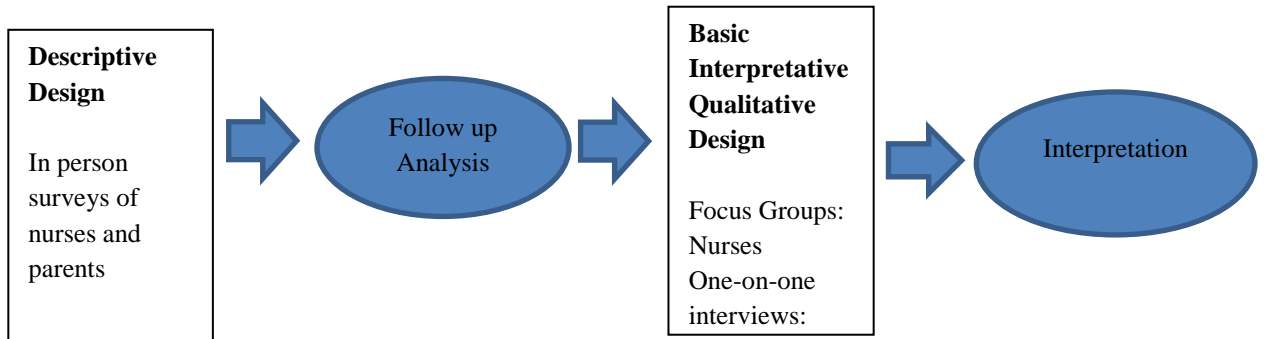 Descriptive
Design
In person
surveys of
nurses and
parents
Follow up
Analysis
Basic
Interpretative
Qualitative
Design
Focus Groups:
Nurses
One-on-one
interviews:
Interpretation